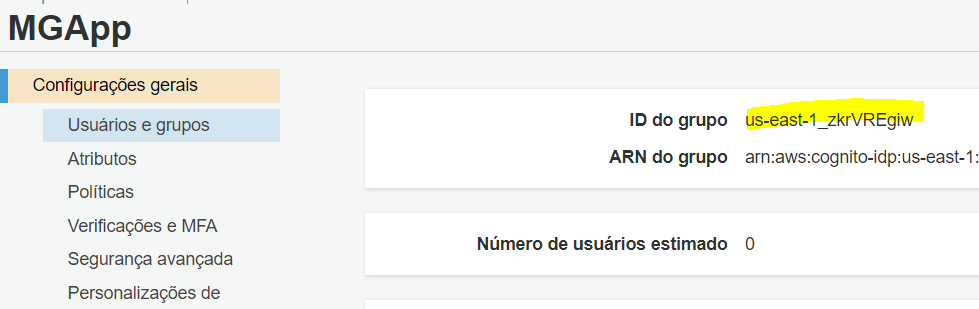 MGApp
Configurações gerais
Usuários e grupos
Atributos
Políticas
Verificações e MFA
Segurança avançada
Personalizações de
ID do grupo us-east-1_zkrVREgiw
ARN do grupo arn:aws:cognito-idp:us-east-1:
Número de usuários estimado 0